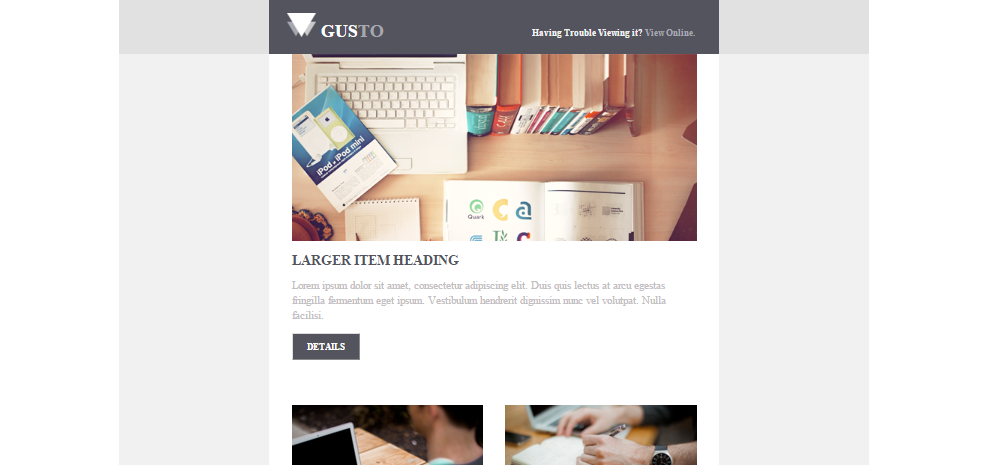 GUSTO
Having Trouble Viewing it? View Online.
CALL
iPod. iPod mini
Quark
LARGER ITEM HEADING
Lorem ipsum dolor sit amet, consectetur adipiscing elit. Duis quis lectus at arcu egestas
fringilla fermentum eget ipsum. Vestibulum hendrerit dignissim nunc vel volutpat. Nulla
facilisi.
DETAILS